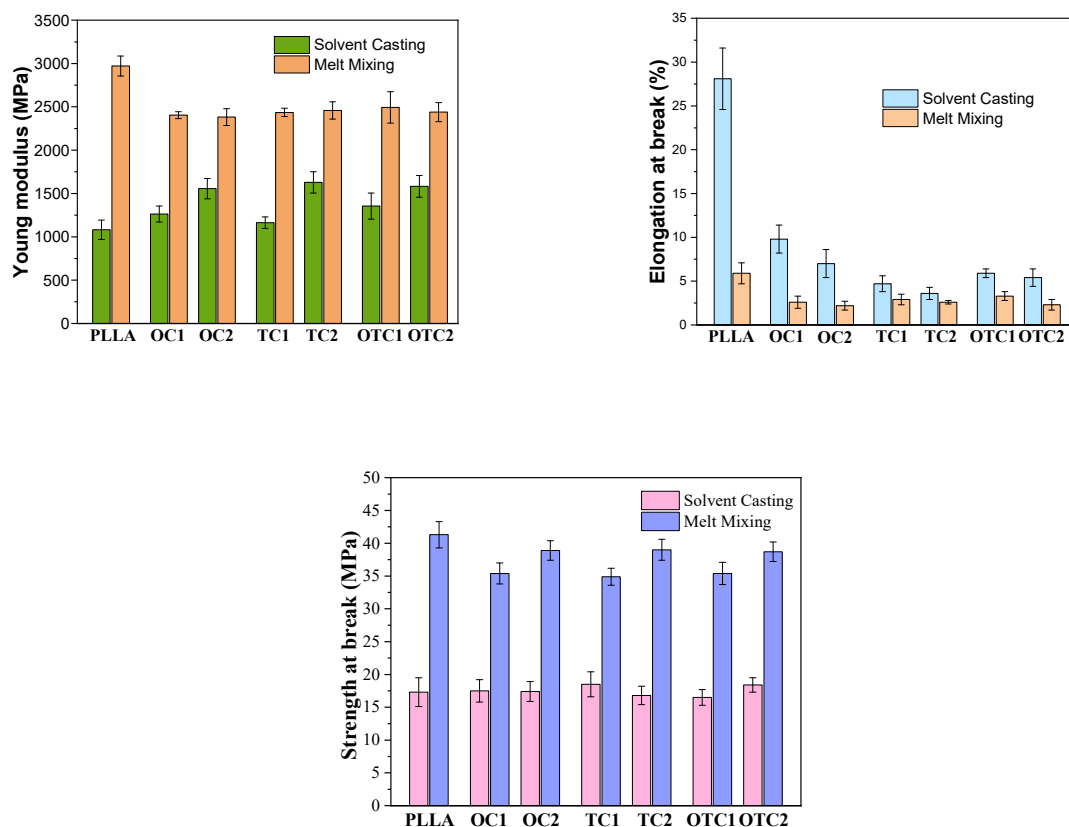 Young modulus (MPa)
3500
3000
2500
2000
1500
1000
500
0
Solvent Casting
Melt Mixing
PLLA OC1 OC2 TC1 TC2 OTC1 OTC2
Elongation at break (%)
35
30
25
20
15
10
5
0
Solvent Casting
Melt Mixing
PLLA OC1 OC2 TC1 TC2 OTC1 OTC2
Strength at break (MPa)
50
45
40
35
30
25
20
15
10
5
0
Solvent Casting
Melt Mixing
PLLA OC1 OC2 TC1 TC2 OTC1 OTC2